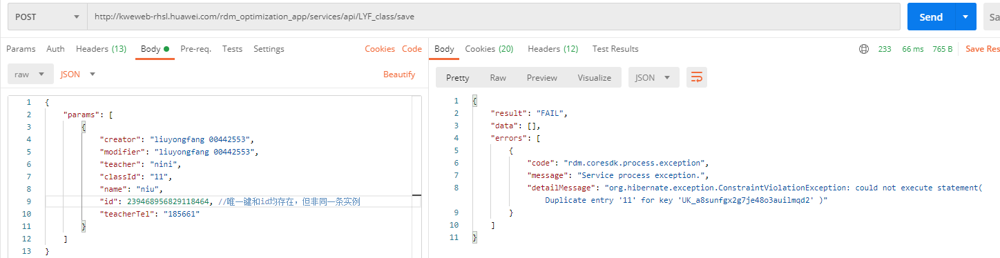 POST http://kweweb-rhsl.huawei.com/rdm_optimization_app/services/api/LYF_class/save Send Sa
Params Auth Headers (13) Body Pre-req. Tests Settings Cookies Code
raw JSON Beautify
1 {
2 "params": [
3 {
4 "creator": "liuyongfang 00442553",
5 "modifier": "liuyongfang 00442553",
6 "teacher": "nini",
7 "classId": "11",
8 "name": "niu",
9 "id": 239468956829118464, //唯一键和id均存在，但非同一条实例
10 "teacherTel": "185661"
11 }
12 ]
13 }
Body Cookies (20) Headers (12) Test Results 233 66 ms 765 B Save Res
Pretty Raw Preview Visualize JSON
1 {
2 "result": "FAIL",
3 "data": [],
4 "errors": [
5 {
6 "code": "rdm.coresdk.process.exception",
7 "message": "Service process exception.",
8 "detailMessage": "org.hibernate.exception.ConstraintViolationException: could not execute statement(
Duplicate entry '11' for key 'UK_a8sunfgx2g7je48o3auilmqd2' )"
9 }
10 ]
11 }